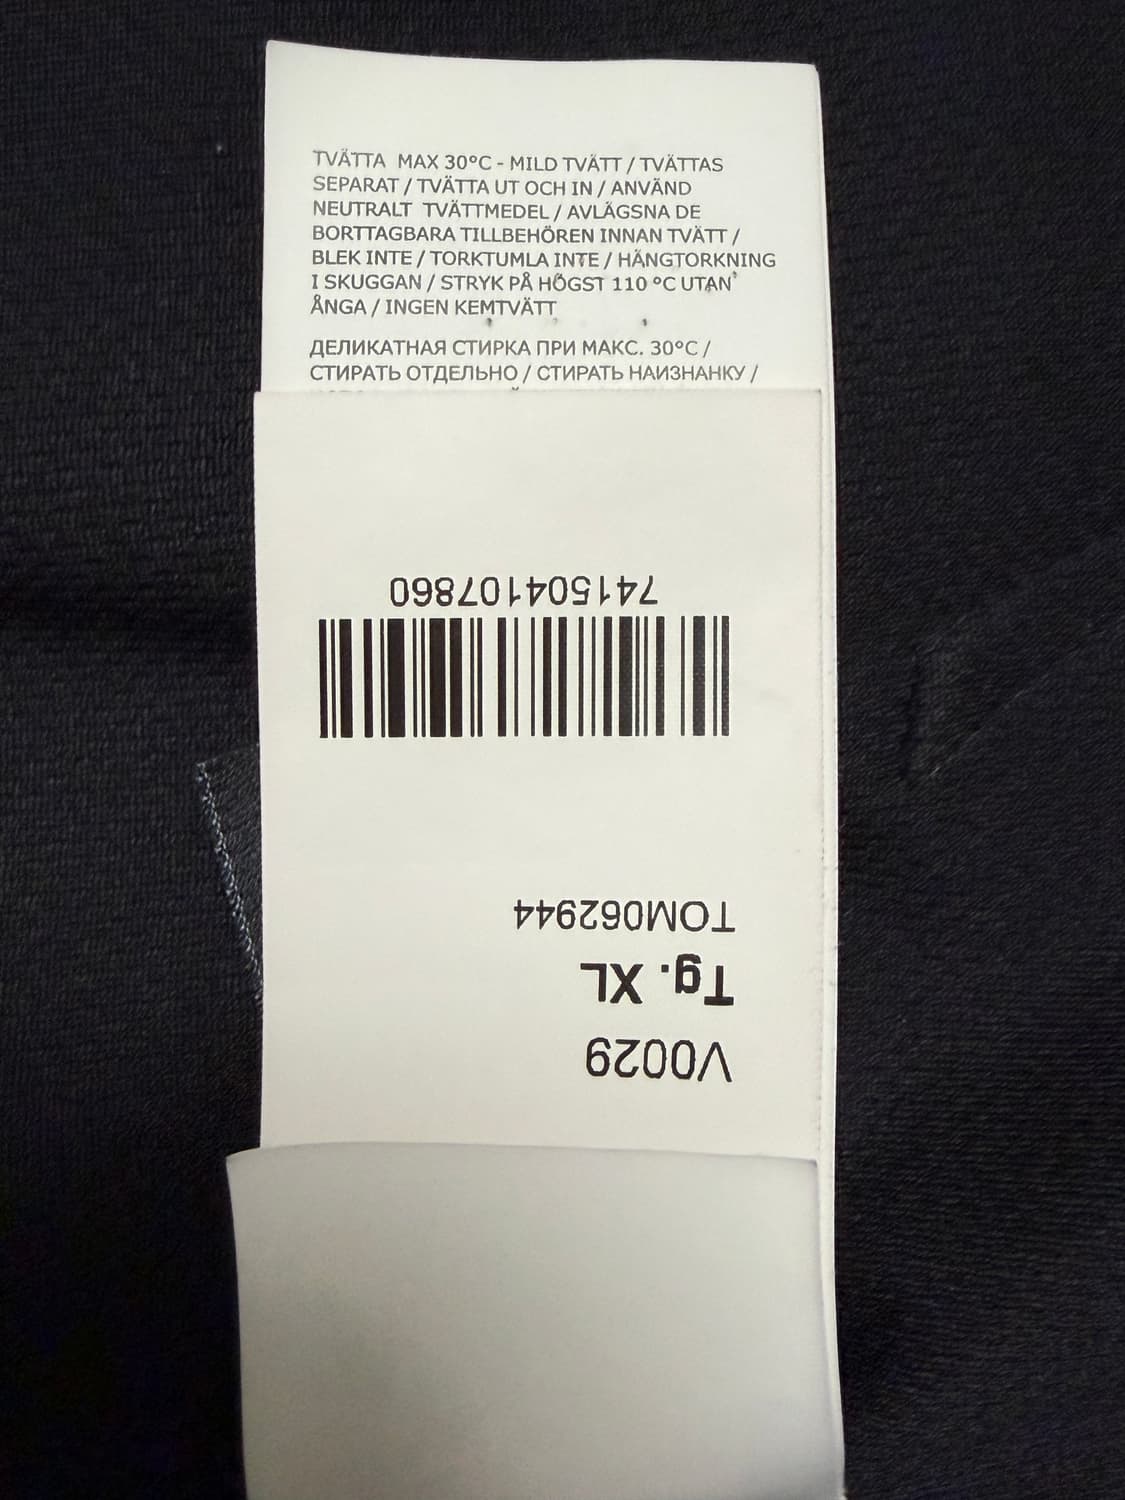 TVÄTTA MAX 30°C - MILD TVÄTT / TVÄTTAS
SEPARAT / TVÄTTA UT OCH IN / ANVÄND
NEUTRALT TVÄTTMEDEL / AVLÄGSNA DE
BORTTAGBARA TILLBEHÖREN INNAN TVÄTT /
BLEK INTE / TORKTUMLA INTE / HÄNGTORKNING
I SKUGGAN / STRYK PÅ HÖGST 110 °C UTAN
ÅNGA / INGEN KEMTVÄTT
ДЕЛИКАТНАЯ СТИРКА ПРИ МАКС. 30°C /
СТИРАТЬ ОТДЕЛЬНО / СТИРАТЬ НАИЗНАНКУ /
V0029
Tg. XL
TOM062944
741504107860